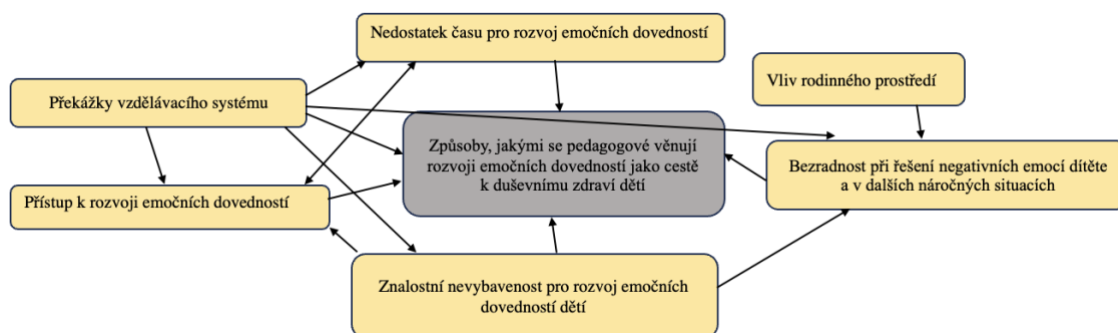 Nedostatek času pro rozvoj emočních dovedností
Vliv rodinného prostředí
Překážky vzdělávacího systému
Způsoby, jakými se pedagogové věnují
rozvoji emočních dovedností jako cestě
k duševnímu zdraví dětí
Bezradnost při řešení negativních emocí dítěte
a v dalších náročných situacích
Přístup k rozvoji emočních dovedností
Znalostní nevybavenost pro rozvoj emočních
dovedností dětí